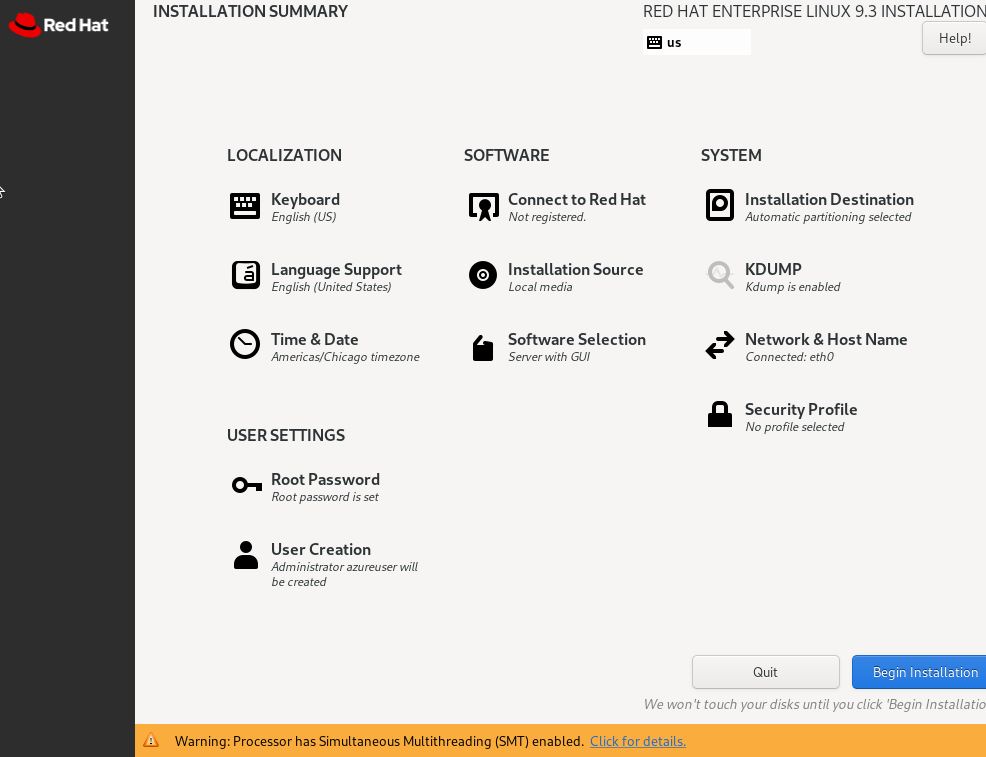 Red Hat
INSTALLATION SUMMARY
RED HAT ENTERPRISE LINUX 9.3 INSTALLATION
us
Help!
LOCALIZATION
Keyboard
English (US)
Language Support
English (United States)
Time & Date
Americas/Chicago timezone
SOFTWARE
Connect to Red Hat
Not registered.
Installation Source
Local media
Software Selection
Server with GUI
SYSTEM
Installation Destination
Automatic partitioning selected
KDUMP
Kdump is enabled
Network & Host Name
Connected: eth0
Security Profile
No profile selected
USER SETTINGS
Root Password
Root password is set
User Creation
Administrator azureuser will
be created
Quit
Begin Installation
We won't touch your disks until you click 'Begin Installatio
Warning: Processor has Simultaneous Multithreading (SMT) enabled. Click for details.